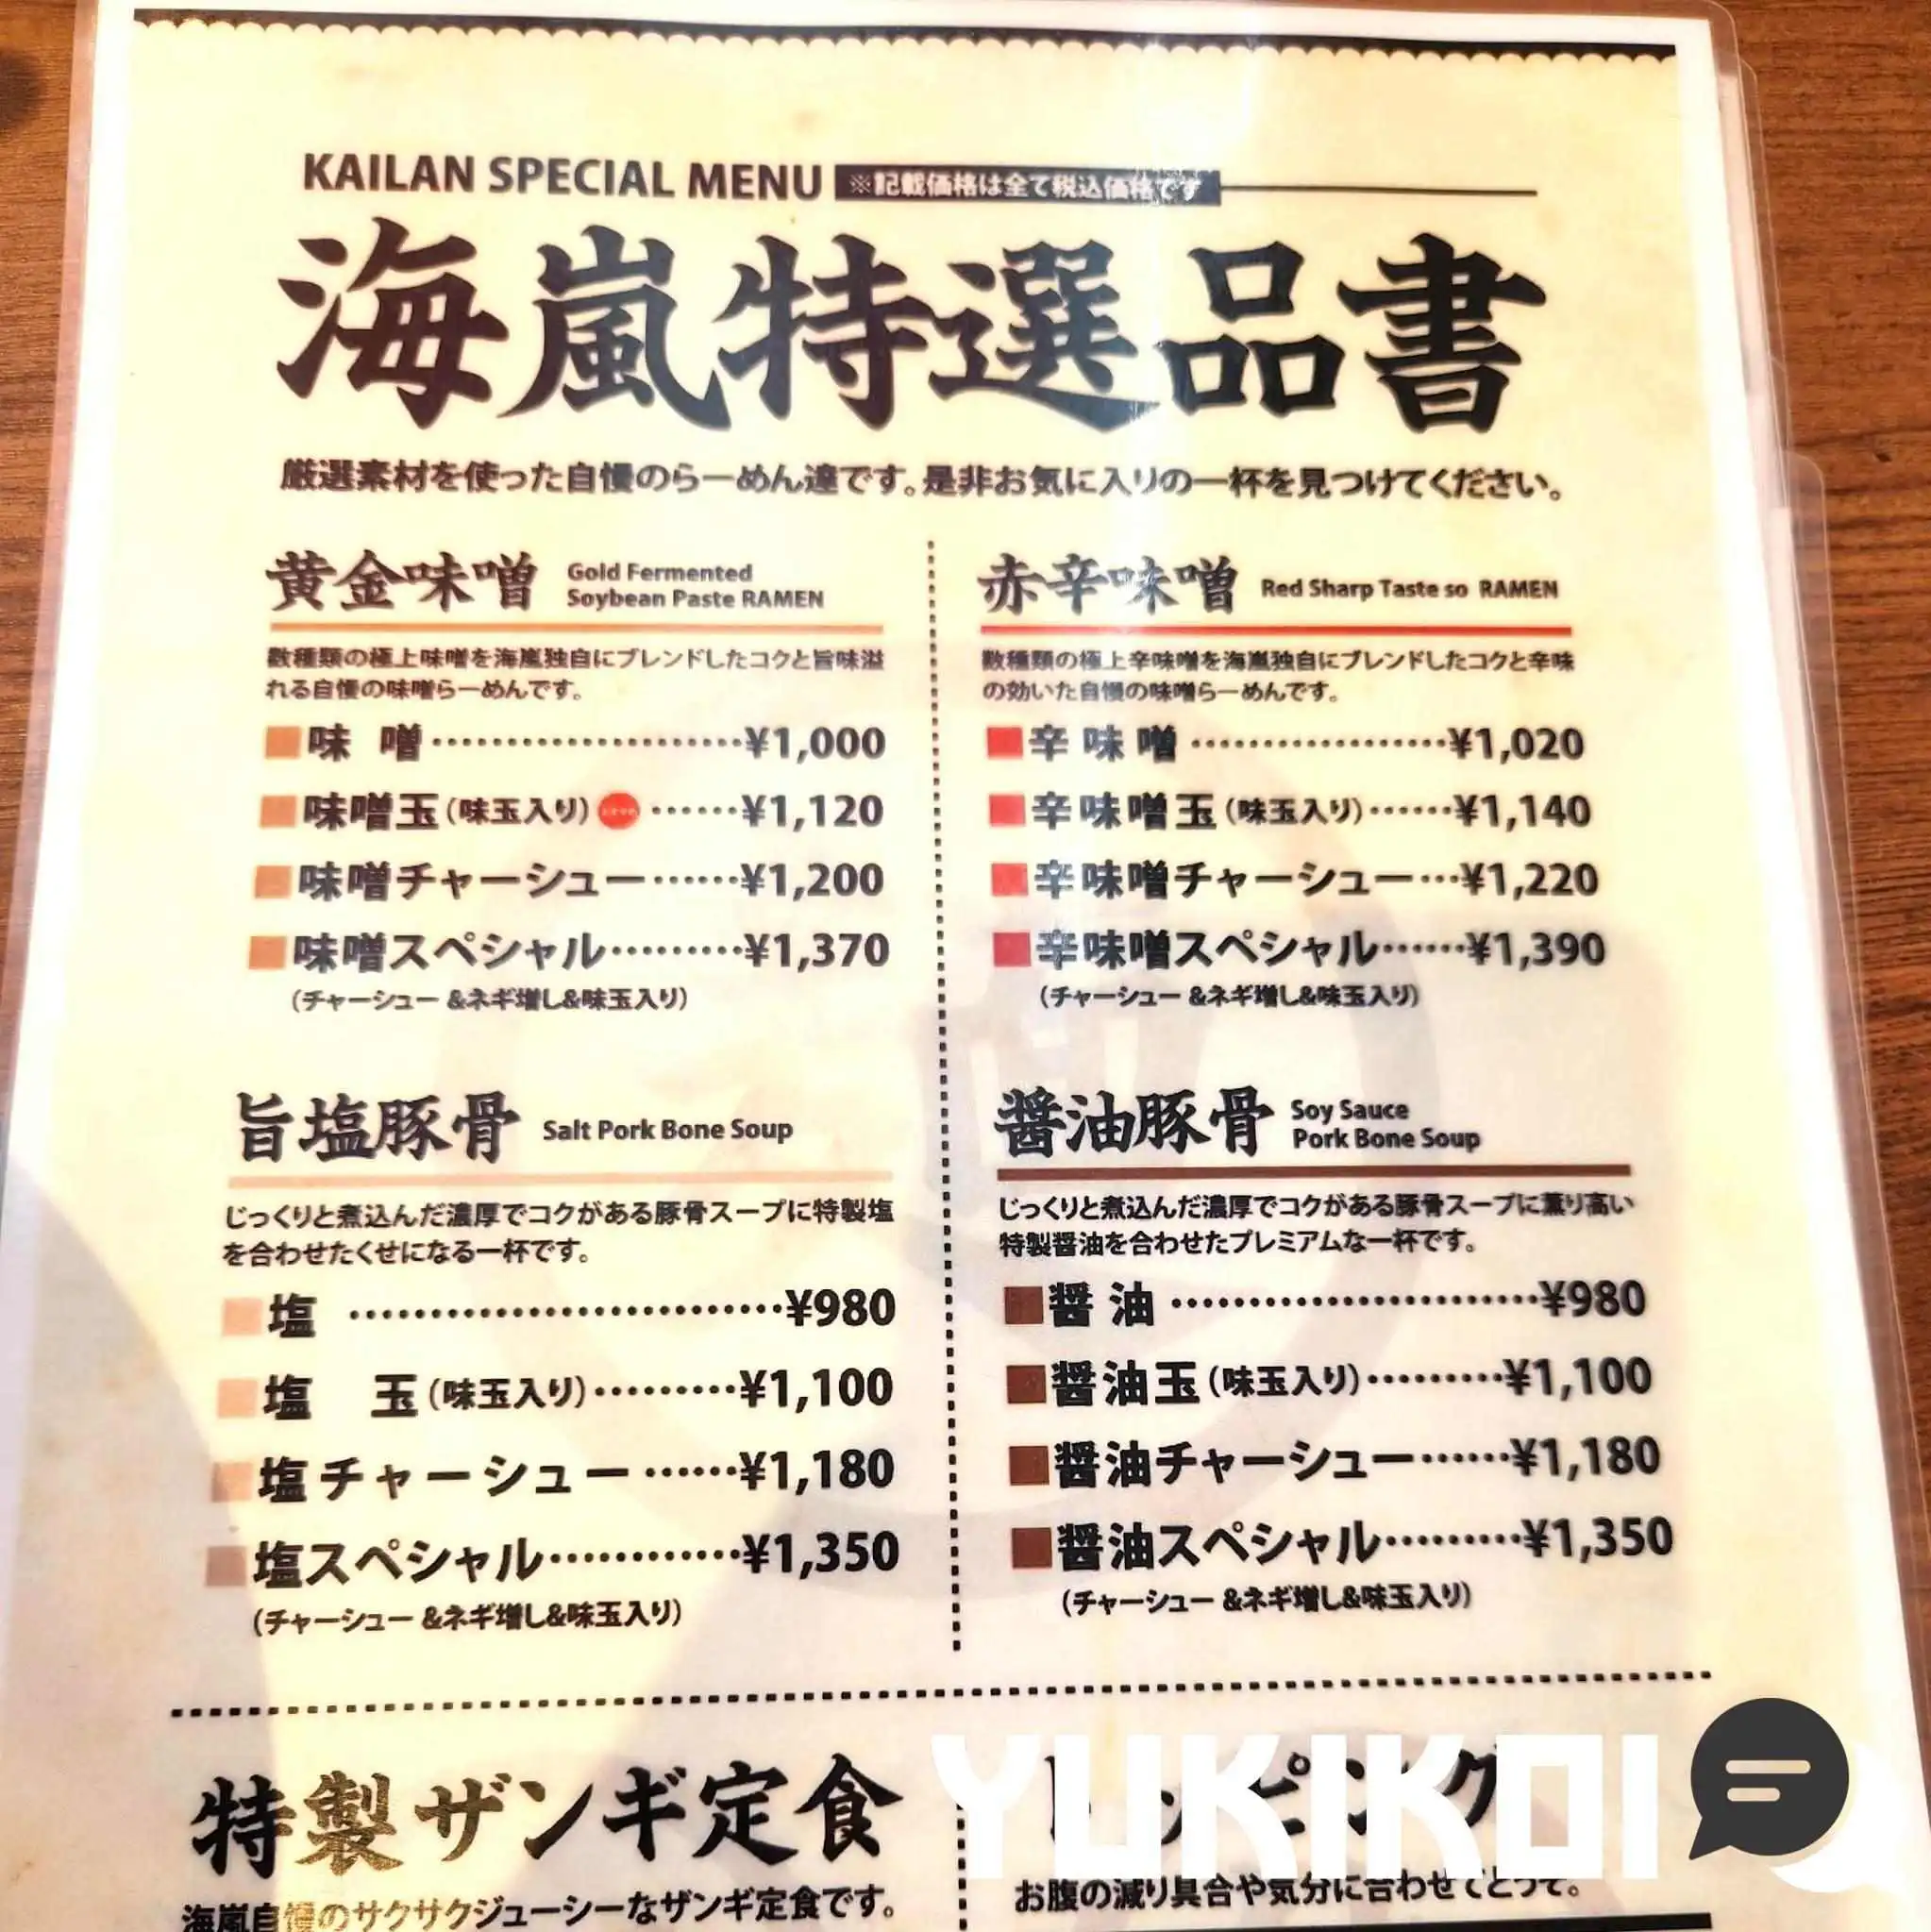 KAILAN SPECIAL MENU ※記載価格は全て税込価格です
海嵐特選品書
厳選素材を使った自慢のらーめん達です。是非お気に入りの一杯を見つけてください。
黄金味噌 Gold Fermented
Soybean Paste RAMEN
数種類の極上味噌を海嵐独自にブレンドしたコクと旨味溢
れる自慢の味噌らーめんです。
味 噌……………………¥1,000
味噌玉(味玉入り) ……¥1,120
味噌チャーシュー……¥1,200
味噌スペシャル………¥1,370
(チャーシュー &ネギ増し&味玉入り)
赤辛味噌 Red Sharp Taste so RAMEN
数種類の極上辛味噌を海嵐独自にブレンドしたコクと辛味
の効いた自慢の味噌らーめんです。
辛味噌 ………………¥1,020
辛味噌玉(味玉入り)……¥1,140
辛味噌チャーシュー…¥1,220
辛味噌スペシャル……¥1,390
(チャーシュー &ネギ増し&味玉入り)
旨塩豚骨 Salt Pork Bone Soup
じっくりと煮込んだ濃厚でコクがある豚骨スープに特製塩
を合わせたくせになる一杯です。
塩 ……………………………¥980
塩 玉(味玉入り)………¥1,100
塩チャーシュー ……¥1,180
塩スペシャル…………¥1,350
(チャーシュー &ネギ増し&味玉入り)
醤油豚骨 Soy Sauce
Pork Bone Soup
じっくりと煮込んだ濃厚でコクがある豚骨スープに薫り高い
特製醤油を合わせたプレミアムな一杯です。
醤油 ………………………¥980
醤油玉(味玉入り)………¥1,100
醤油チャーシュー……¥1,180
醤油スペシャル………¥1,350
(チャーシュー &ネギ増し&味玉入り)
特製ザンギ定食
海嵐自慢のサクサクジューシーなザンギ定食です。
トッピング
お腹の減り具合や気分に合わせてどうぞ。
YUKIKOI